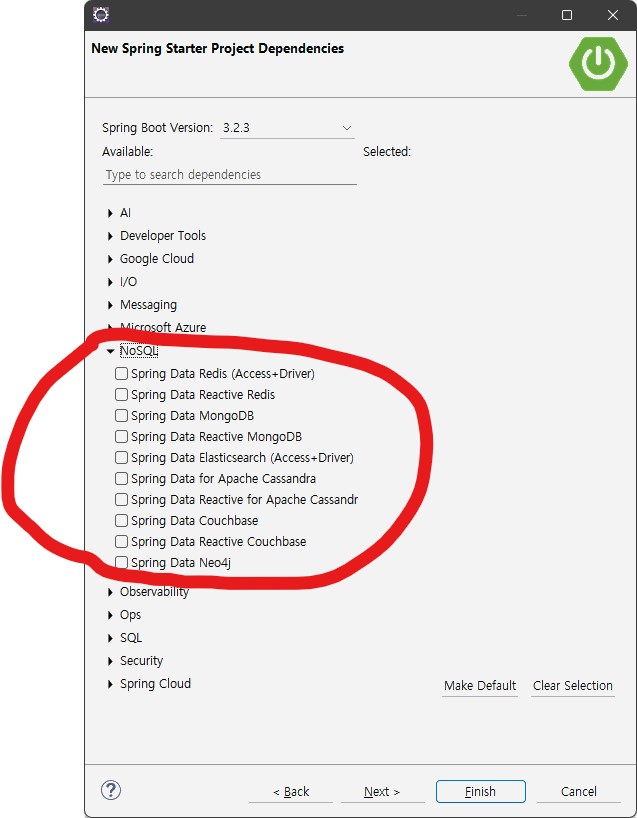 New Spring Starter Project Dependencies
Spring Boot Version: 3.2.3
Available: Selected:
Type to search dependencies
AI
Developer Tools
Google Cloud
I/O
Messaging
Microsoft Azure
NoSQL
Spring Data Redis (Access+Driver)
Spring Data Reactive Redis
Spring Data MongoDB
Spring Data Reactive MongoDB
Spring Data Elasticsearch (Access+Driver)
Spring Data for Apache Cassandra
Spring Data Reactive for Apache Cassandr
Spring Data Couchbase
Spring Data Reactive Couchbase
Spring Data Neo4j
Observability
Ops
SQL
Security
Spring Cloud
Make Default Clear Selection
? < Back Next > Finish Cancel